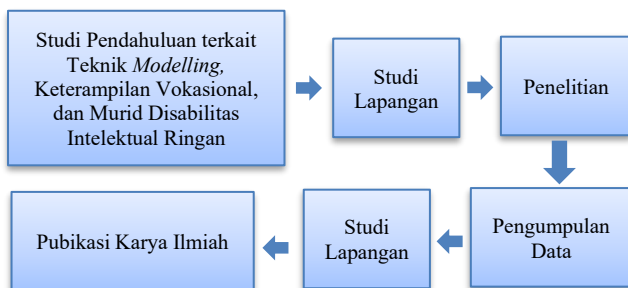 Studi Pendahuluan terkait
Teknik Modelling,
Keterampilan Vokasional,
dan Murid Disabilitas
Intelektual Ringan
Studi
Lapangan
Penelitian
Pengumpulan
Data
Studi
Lapangan
Pubikasi Karya Ilmiah